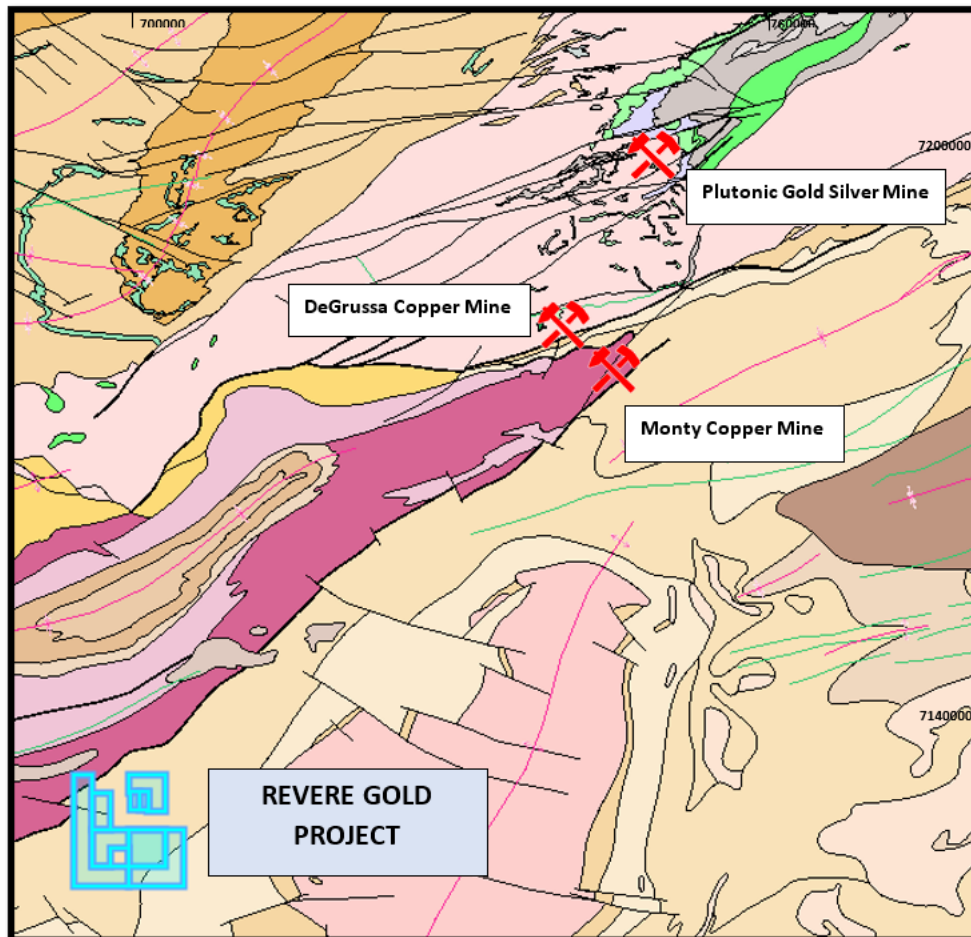 700000
760000
7200000
Plutonic Gold Silver Mine
DeGrussa Copper Mine
Monty Copper Mine
7140000
REVERE GOLD
PROJECT